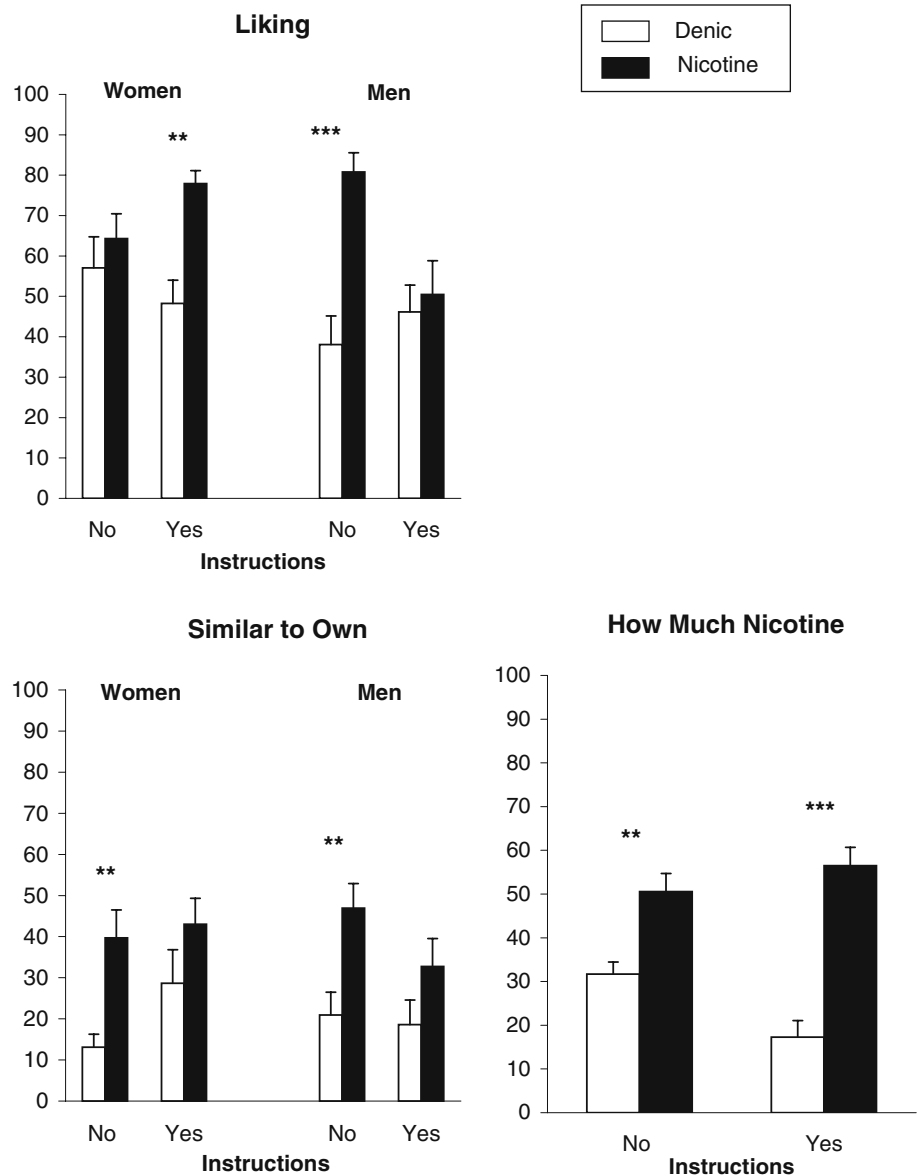 Liking
Denic
Nicotine
Women
Men
100
90
80
70
60
50
40
30
20
10
0
**
***
No
Yes
No
Yes
Instructions
Similar to Own
Women
Men
100
90
80
70
60
50
40
30
20
10
0
**
**
No
Yes
No
Yes
Instructions
How Much Nicotine
100
90
80
70
60
50
40
30
20
10
0
**
***
No
Yes
Instructions